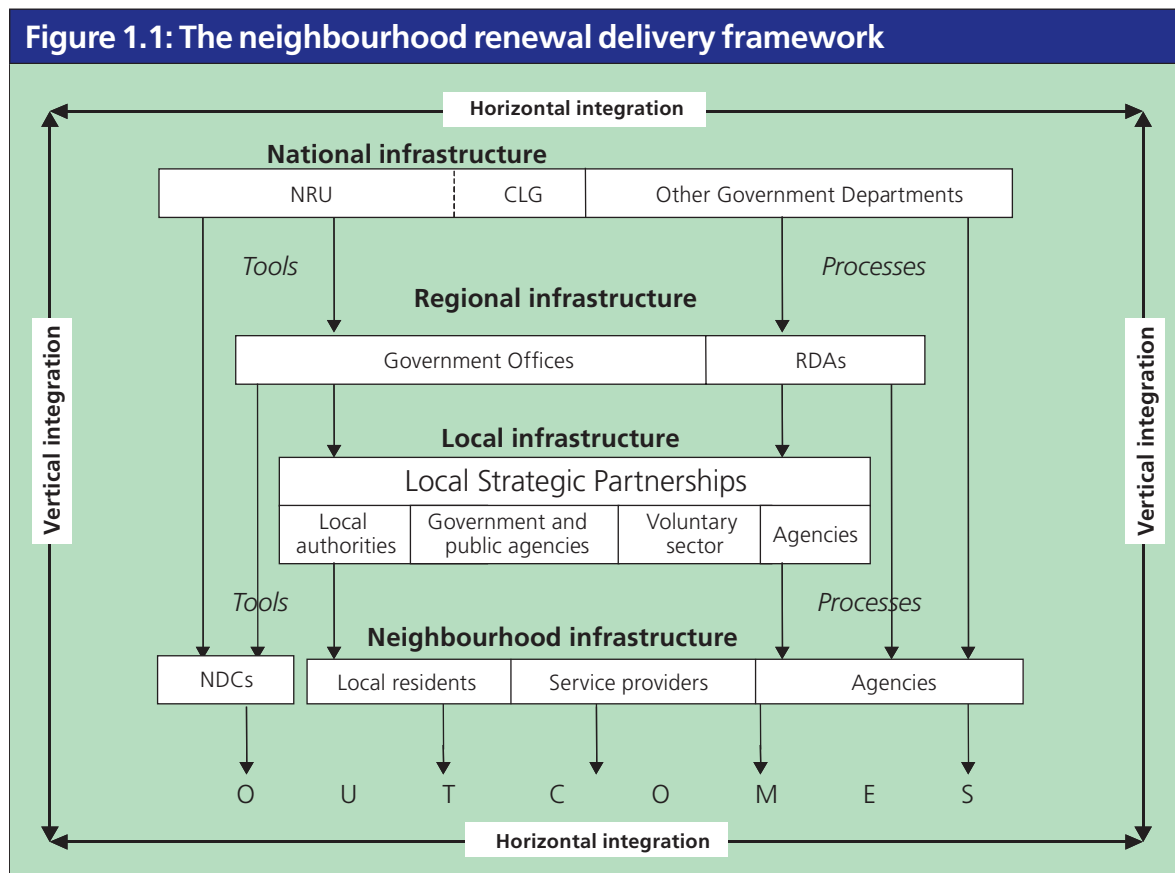 Figure 1.1: The neighbourhood renewal delivery framework
Horizontal integration
National infrastructure
NRU CLG Other Government Departments
Tools Processes
Regional infrastructure
Government Offices RDAs
Vertical integration
Vertical integration
Local infrastructure
Local Strategic Partnerships
Local authorities
Government and public agencies
Voluntary sector
Agencies
Tools Processes
Neighbourhood infrastructure
NDCs Local residents Service providers Agencies
O U T C O M E S
Horizontal integration